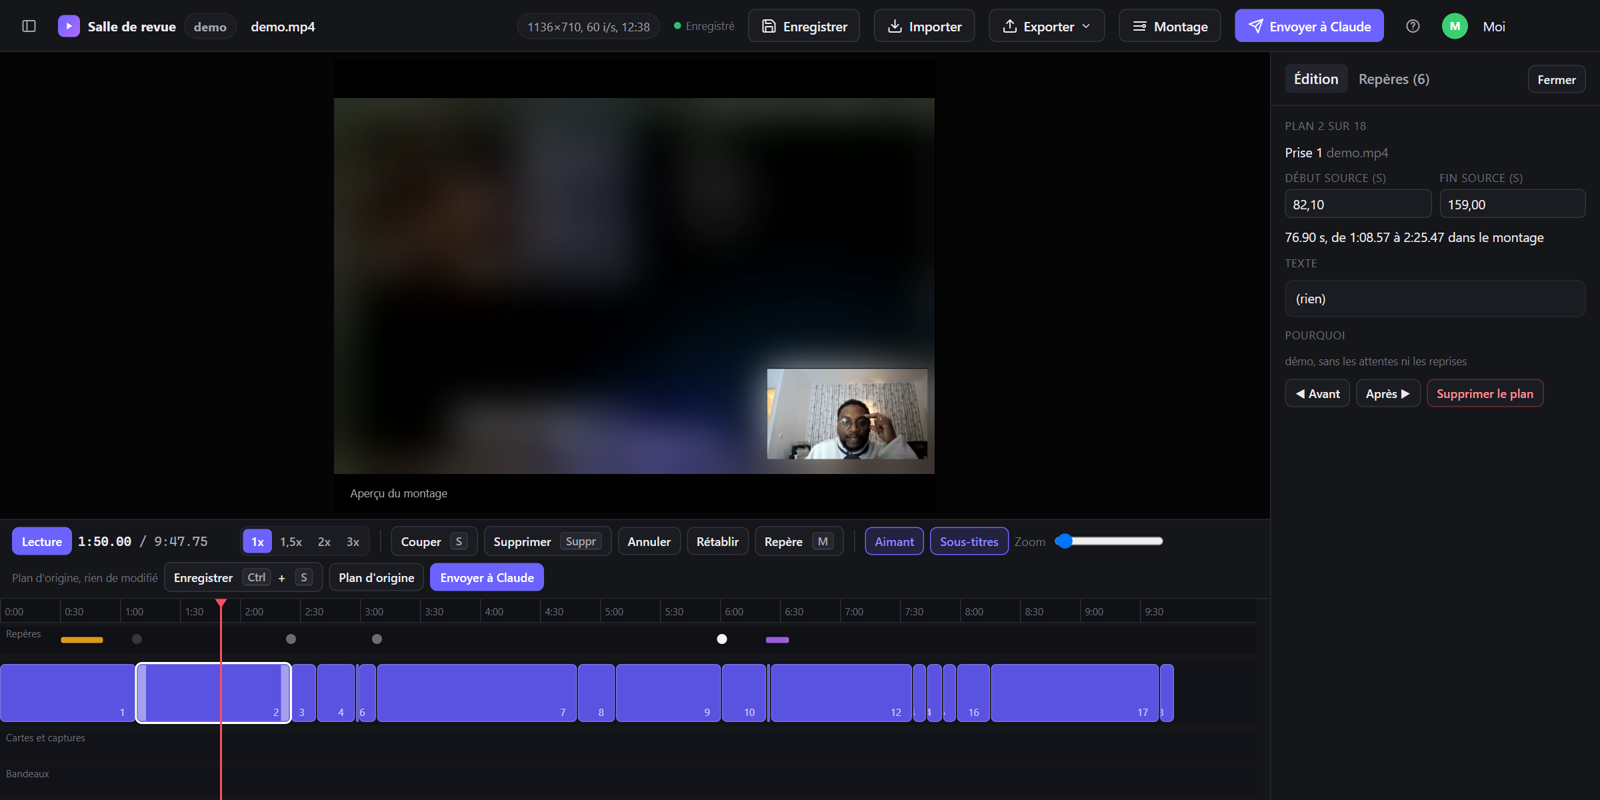 Salle de revue demo demo.mp4 1136×710, 60 i/s, 12:38 Enregistré Enregistrer Importer Exporter Montage Envoyer à Claude M Moi
Édition Repères (6) Fermer
PLAN 2 SUR 18
Prise 1 demo.mp4
DÉBUT SOURCE (S) FIN SOURCE (S)
82,10 159,00
76.90 s, de 1:08.57 à 2:25.47 dans le montage
TEXTE
(rien)
POURQUOI
démo, sans les attentes ni les reprises
Avant Après Supprimer le plan
Aperçu du montage
Lecture 1:50.00 / 9:47.75 1x 1,5x 2x 3x Couper S Supprimer Suppr Annuler Rétablir Repère M Aimant Sous-titres Zoom
Plan d'origine, rien de modifié Enregistrer Ctrl + S Plan d'origine Envoyer à Claude
0:00 0:30 1:00 1:30 2:00 2:30 3:00 3:30 4:00 4:30 5:00 5:30 6:00 6:30 7:00 7:30 8:00 8:30 9:00 9:30
Repères
1 2 3 4 6 7 8 9 10 12 16 17
Cartes et captures
Bandeaux